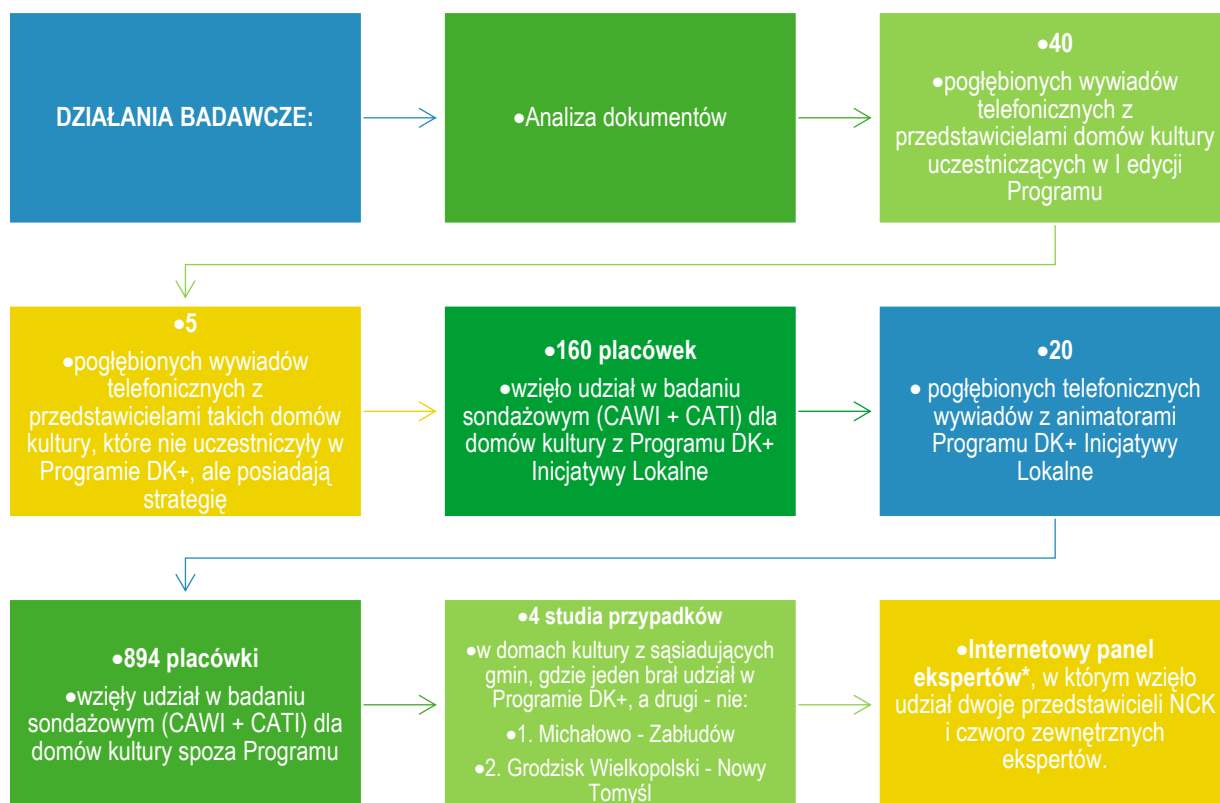 DZIAŁANIA BADAWCZE:
•Analiza dokumentów
•40
•pogłębionych wywiadów
telefonicznych z
przedstawicielami domów kultury
uczestniczących w I edycji
Programu
•5
•pogłębionych wywiadów
telefonicznych z
przedstawicielami takich domów
kultury, które nie uczestniczyły w
Programie DK+, ale posiadają
strategię
•160 placówek
•wzięło udział w badaniu
sondażowym (CAWI + CATI) dla
domów kultury z Programu DK+
Inicjatywy Lokalne
•20
• pogłębionych telefonicznych
wywiadów z animatorami
Programu DK+ Inicjatywy
Lokalne
•894 placówki
•wzięły udział w badaniu
sondażowym (CAWI + CATI) dla
domów kultury spoza Programu
•4 studia przypadków
•w domach kultury z sąsiadujących
gmin, gdzie jeden brał udział w
Programie DK+, a drugi - nie:
•1. Michałowo - Zabłudów
•2. Grodzisk Wielkopolski - Nowy
Tomyśl
•Internetowy panel
ekspertów*, w którym wzięło
udział dwoje przedstawicieli NCK
i czworo zewnętrznych
ekspertów.